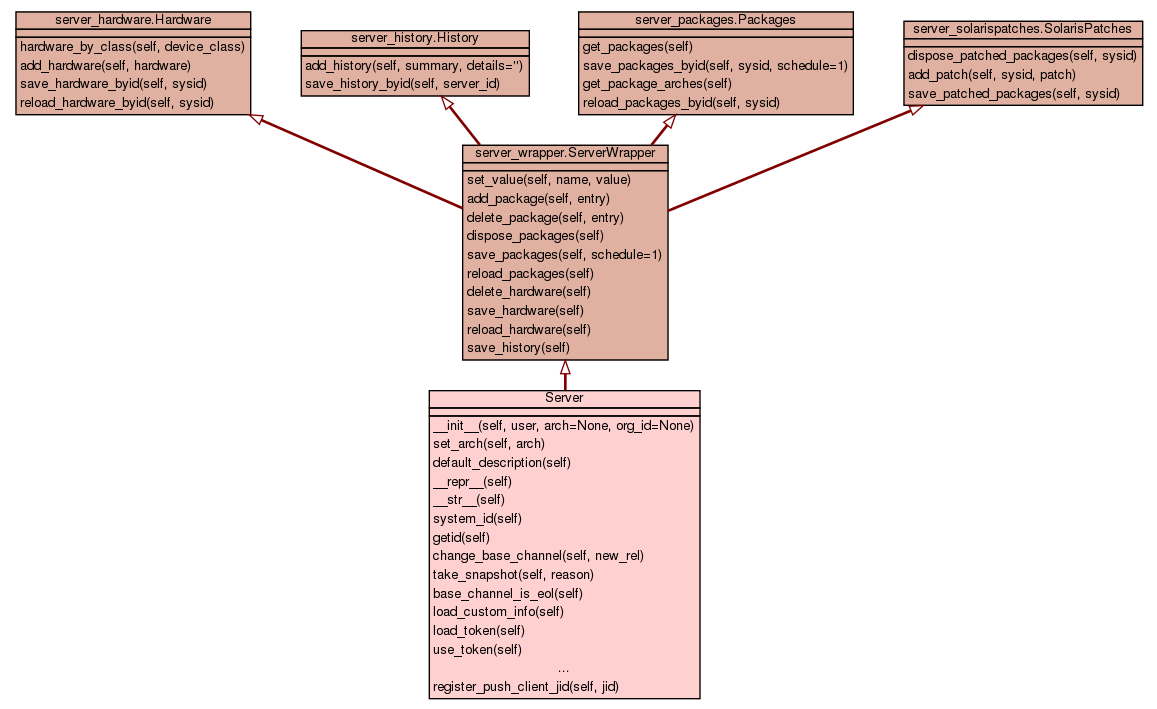 server_hardware.Hardware
hardware_by_class(self, device_class)
add_hardware(self, hardware)
save_hardware_byid(self, sysid)
reload_hardware_byid(self, sysid)
server_history.History
add_history(self, summary, details='')
save_history_byid(self, server_id)
server_packages.Packages
get_packages(self)
save_packages_byid(self, sysid, schedule=1)
get_package_arches(self)
reload_packages_byid(self, sysid)
server_solarispatches.SolarisPatches
dispose_patched_packages(self, sysid)
add_patch(self, sysid, patch)
save_patched_packages(self, sysid)
server_wrapper.ServerWrapper
set_value(self, name, value)
add_package(self, entry)
delete_package(self, entry)
dispose_packages(self)
save_packages(self, schedule=1)
reload_packages(self)
delete_hardware(self)
save_hardware(self)
reload_hardware(self)
save_history(self)
Server
__init__(self, user, arch=None, org_id=None)
set_arch(self, arch)
default_description(self)
__repr__(self)
__str__(self)
system_id(self)
getid(self)
change_base_channel(self, new_rel)
take_snapshot(self, reason)
base_channel_is_eol(self)
load_custom_info(self)
load_token(self)
use_token(self)
...
register_push_client_jid(self, jid)